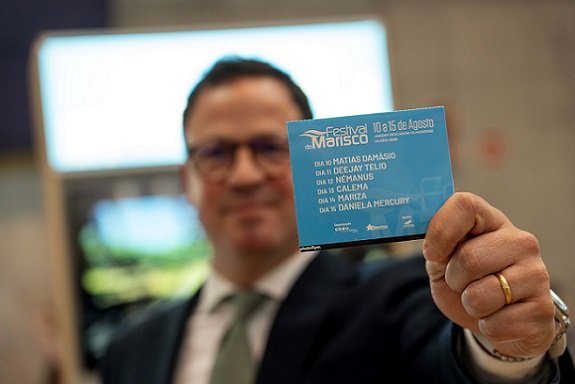 Festival
do Marisco
10 a 15 de Agosto
DIA 10 MATIAS DAMÁSIO
DIA 11 DEEJAY TELIO
DIA 12 NEMANUS
DIA 13 CALEMA
DIA 14 MARIZA
DIA 15 DANIELA MERCURY